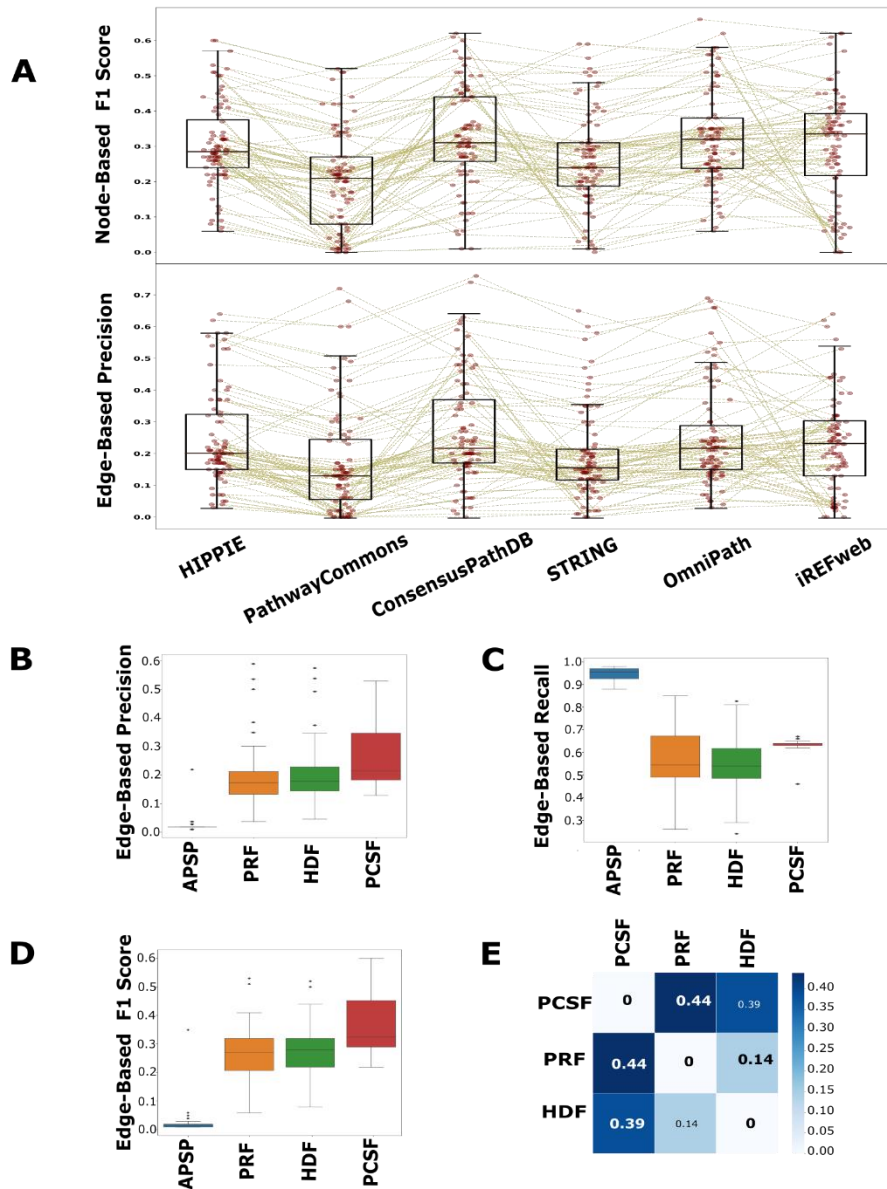 A
Node-Based F1 Score
0.6
0.5
0.4
0.3
0.2
0.1
0.0
Edge-Based Precision
0.7
0.6
0.5
0.4
0.3
0.2
0.1
0.0
HIPPIE
PathwayCommons
ConsensusPathDB
STRING
OmniPath
iREFweb
B
Edge-Based Precision
0.6
0.5
0.4
0.3
0.2
0.1
0.0
APSP
PRF
HDF
PCSF
C
Edge-Based Recall
1.0
0.9
0.8
0.7
0.6
0.5
0.4
0.3
APSP
PRF
HDF
PCSF
D
Edge-Based F1 Score
0.6
0.5
0.4
0.3
0.2
0.1
0.0
APSP
PRF
HDF
PCSF
E
PCSF PRF HDF
PCSF 0 0.44 0.39
PRF 0.44 0 0.14
HDF 0.39 0.14 0
0.40
0.35
0.30
0.25
0.20
0.15
0.10
0.05
0.00